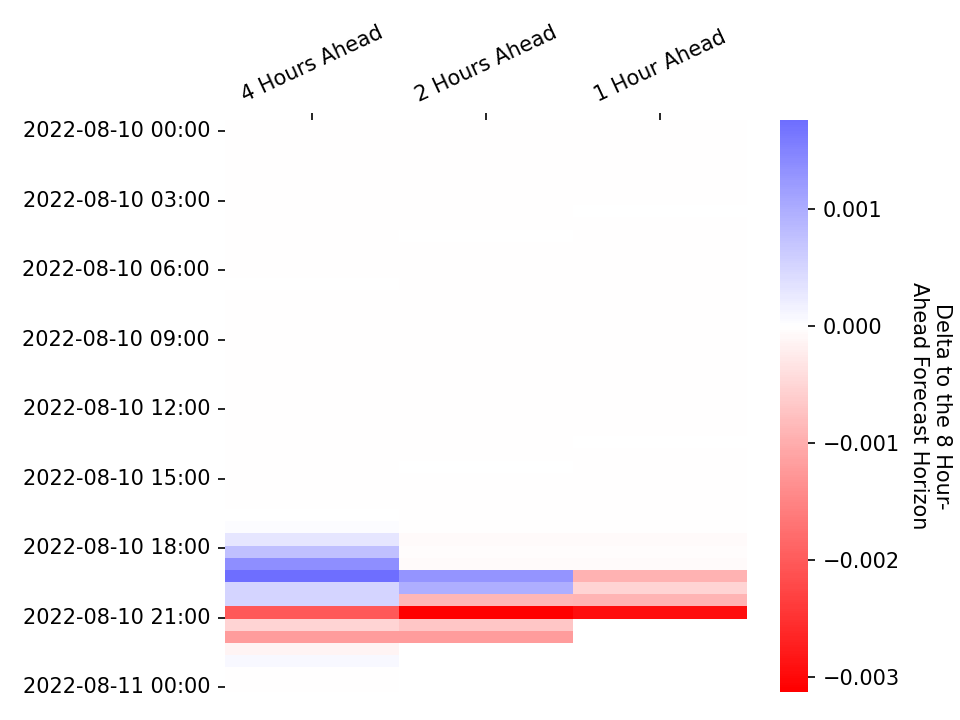 4 Hours Ahead
2 Hours Ahead
1 Hour Ahead
2022-08-10 00:00
2022-08-10 03:00
2022-08-10 06:00
2022-08-10 09:00
2022-08-10 12:00
2022-08-10 15:00
2022-08-10 18:00
2022-08-10 21:00
2022-08-11 00:00
0.001
0.000
−0.001
−0.002
−0.003
Delta to the 8 Hour-
Ahead Forecast Horizon